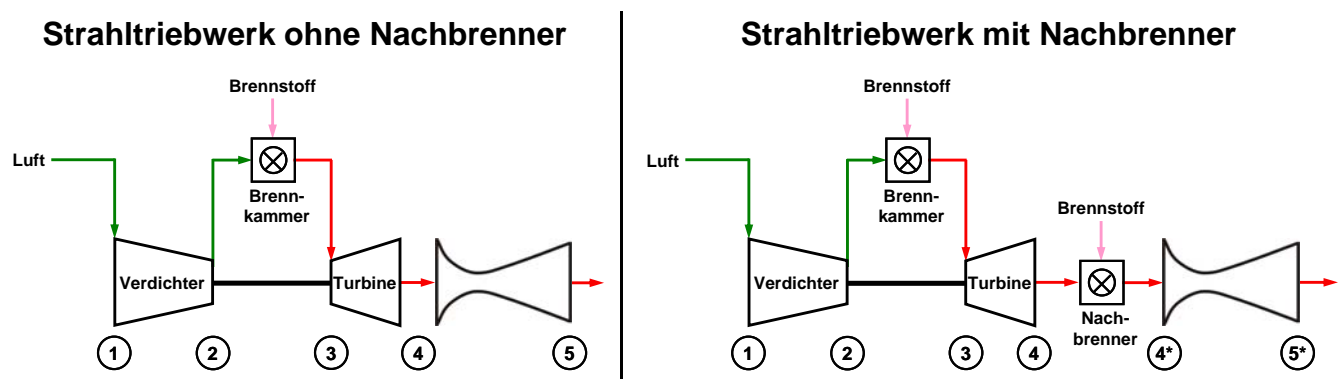 Strahltriebwerk ohne Nachbrenner
Brennstoff
Luft
Brenn-
kammer
Verdichter
Turbine
1
2
3
4
5
Strahltriebwerk mit Nachbrenner
Brennstoff
Luft
Brenn-
kammer
Brennstoff
Verdichter
Turbine
Nach-
brenner
1
2
3
4
4*
5*